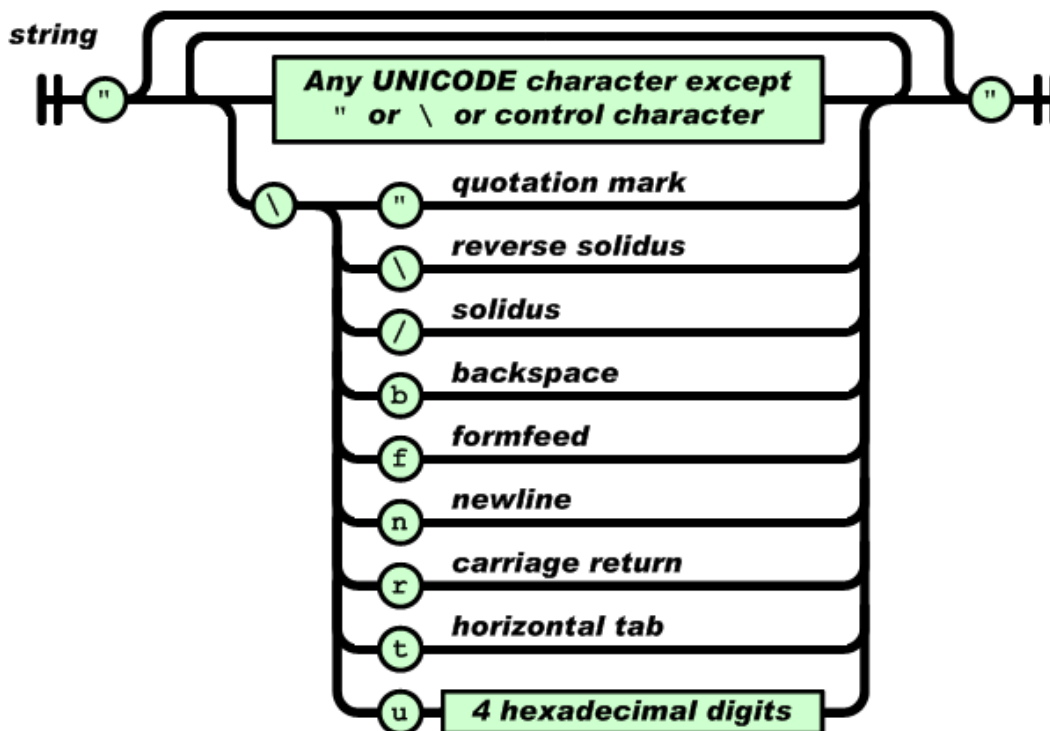 string
" Any UNICODE character except "
" or \ or control character
\ " quotation mark
\ reverse solidus
/ solidus
b backspace
f formfeed
n newline
r carriage return
t horizontal tab
u 4 hexadecimal digits